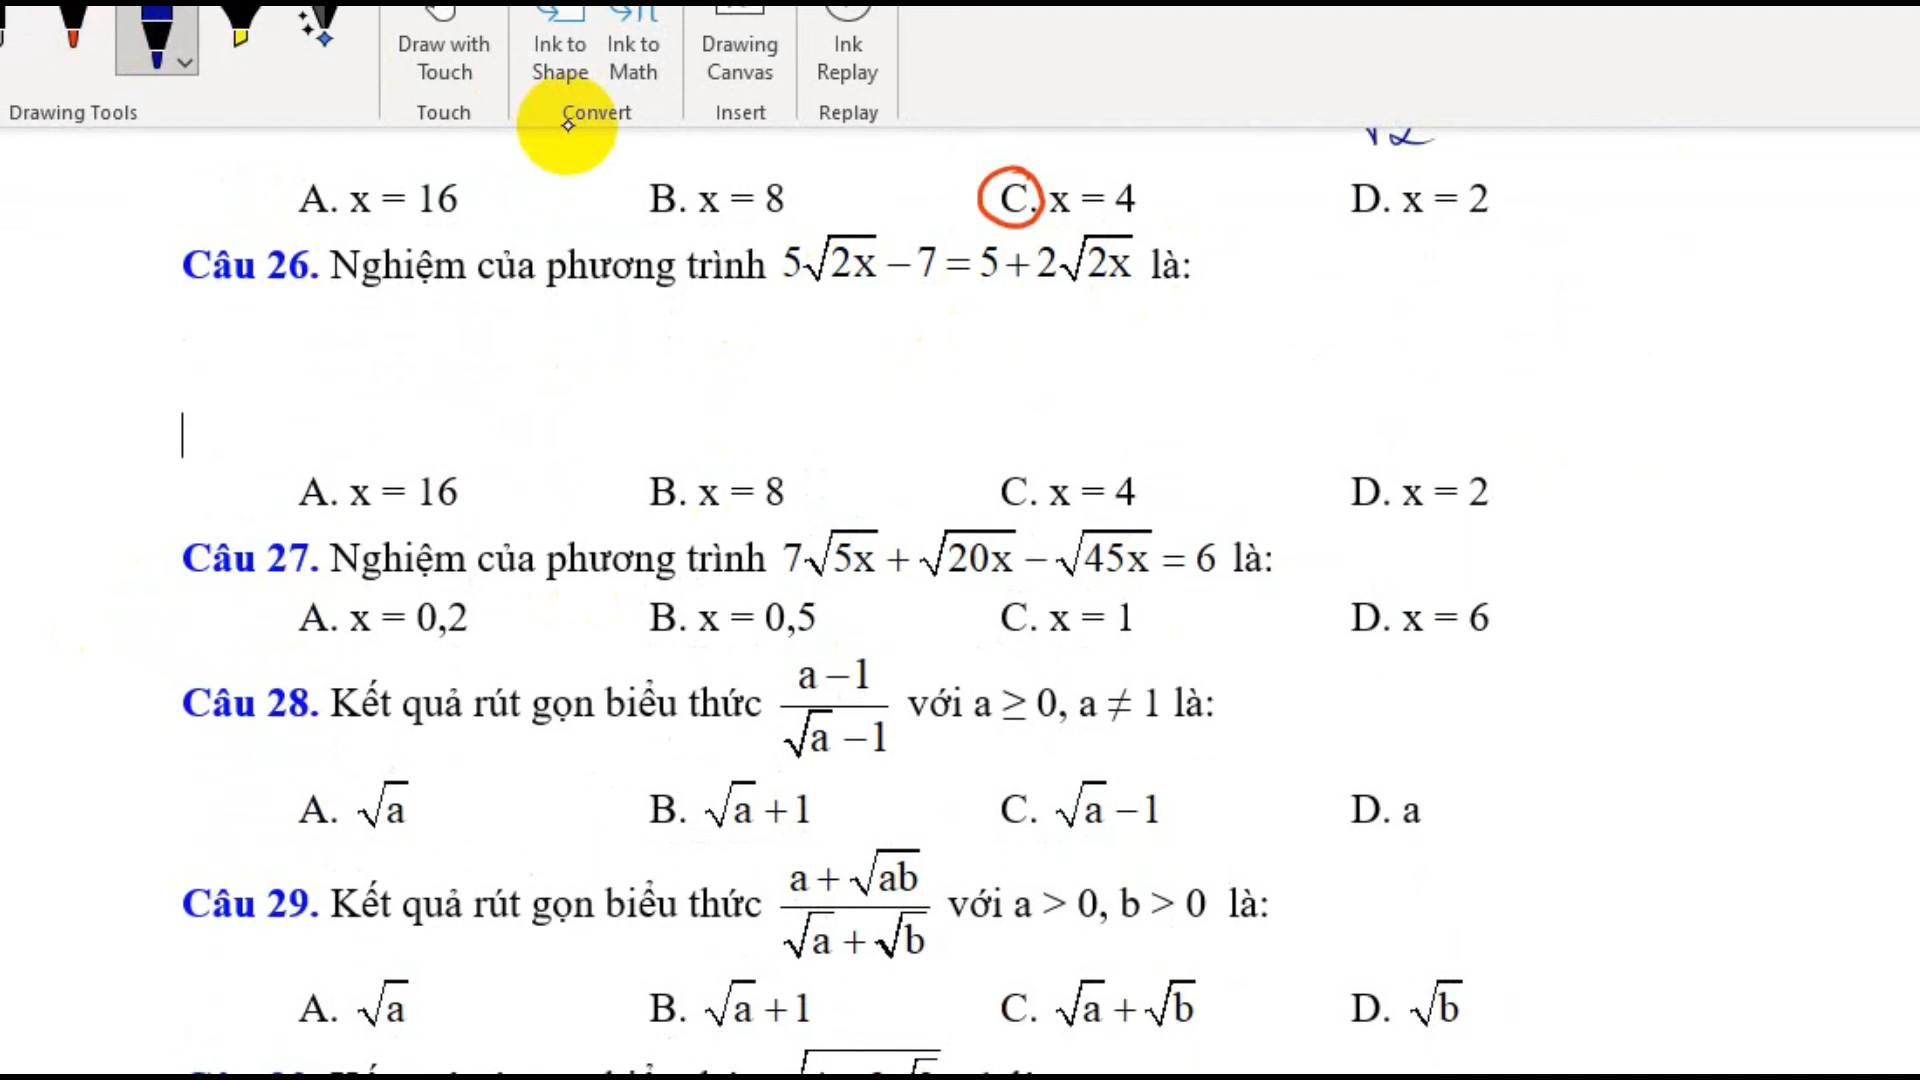 Draw with Touch
Ink to Shape
Ink to Math
Drawing Canvas
Ink Replay
Drawing Tools
Touch
Convert
Insert
Replay
√2
A. x = 16 B. x = 8 C. x = 4 D. x = 2
Câu 26. Nghiệm của phương trình 5√2x − 7 = 5 + 2√2x là:
A. x = 16 B. x = 8 C. x = 4 D. x = 2
Câu 27. Nghiệm của phương trình 7√5x + √20x − √45x = 6 là:
A. x = 0,2 B. x = 0,5 C. x = 1 D. x = 6
Câu 28. Kết quả rút gọn biểu thức (a − 1)/(√a − 1) với a ≥ 0, a ≠ 1 là:
A. √a B. √a + 1 C. √a − 1 D. a
Câu 29. Kết quả rút gọn biểu thức (a + √ab)/(√a + √b) với a > 0, b > 0 là:
A. √a B. √a + 1 C. √a + √b D. √b